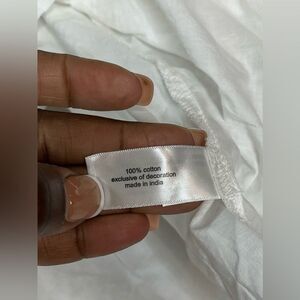 100% cotton
exclusive of decoration
made in india